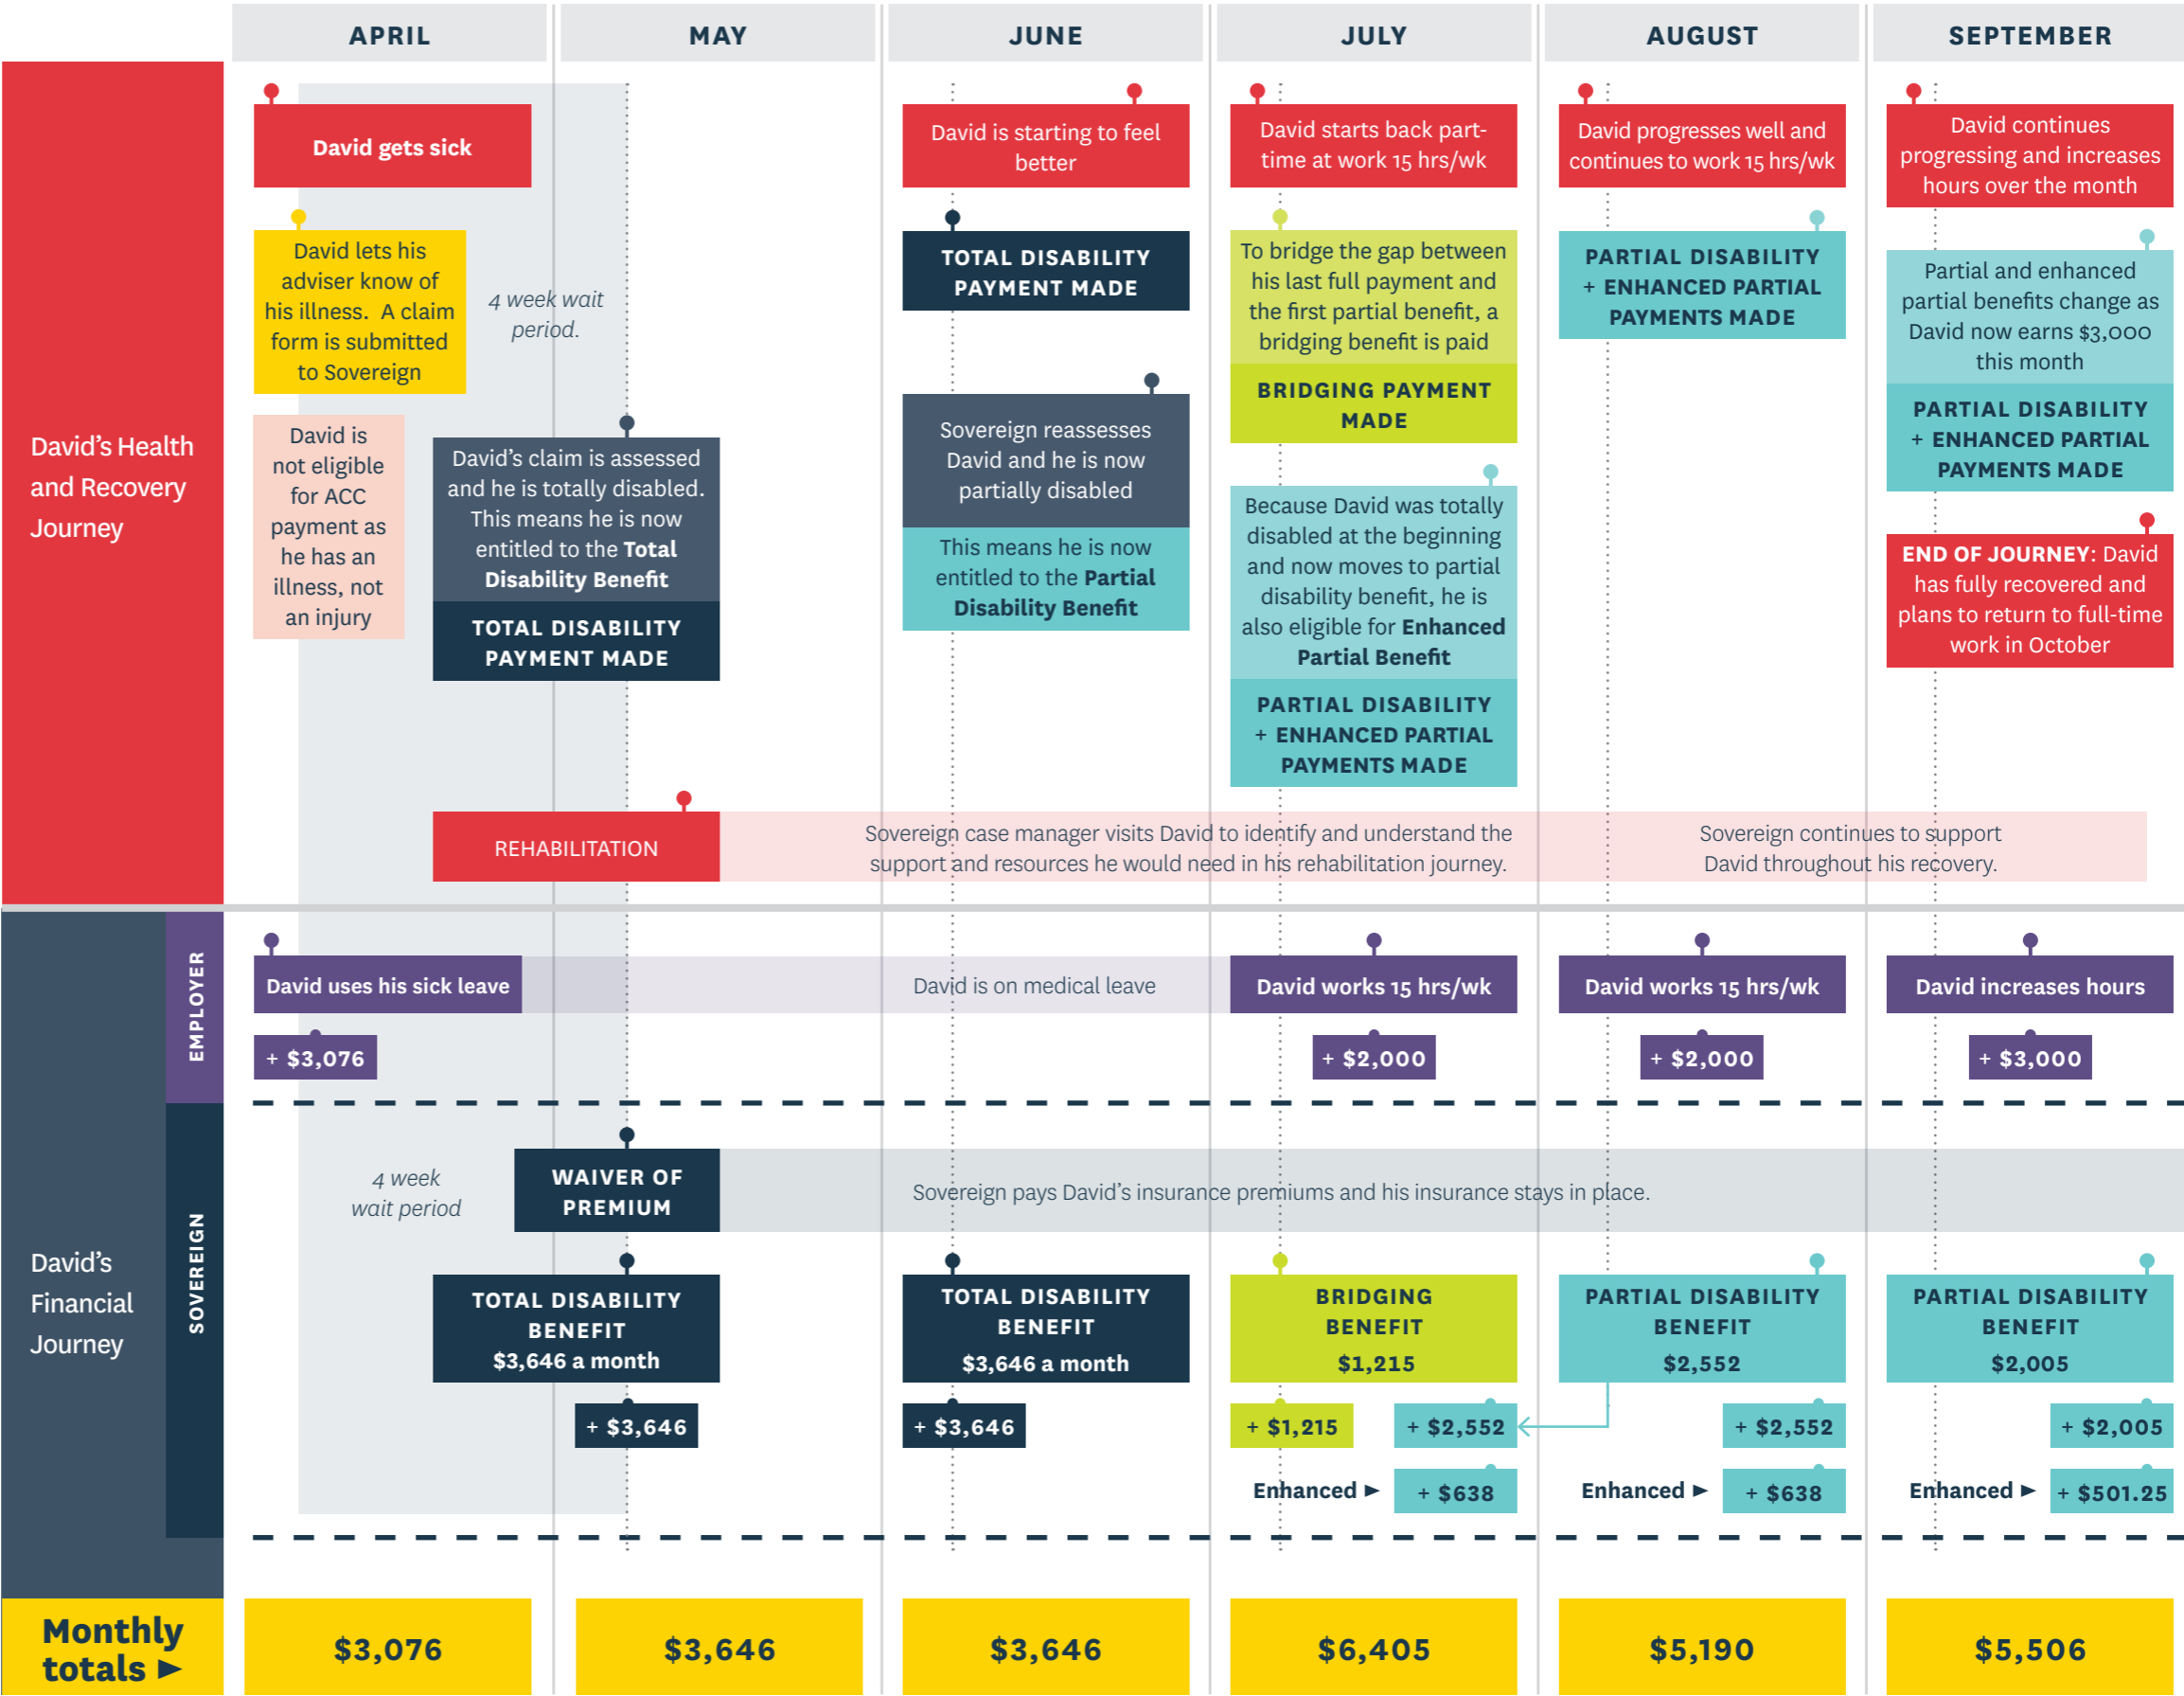 APRIL
MAY
JUNE
JULY
AUGUST
SEPTEMBER
David’s Health
and Recovery
Journey
David gets sick
David lets his
adviser know of
his illness. A claim
form is submitted
to Sovereign
4 week wait
period.
David is
not eligible
for ACC
payment as
he has an
illness, not
an injury
David’s claim is assessed
and he is totally disabled.
This means he is now
entitled to the Total
Disability Benefit
TOTAL DISABILITY
PAYMENT MADE
David is starting to feel
better
TOTAL DISABILITY
PAYMENT MADE
Sovereign reassesses
David and he is now
partially disabled
This means he is now
entitled to the Partial
Disability Benefit
David starts back part-
time at work 15 hrs/wk
To bridge the gap between
his last full payment and
the first partial benefit, a
bridging benefit is paid
BRIDGING PAYMENT
MADE
Because David was totally
disabled at the beginning
and now moves to partial
disability benefit, he is
also eligible for Enhanced
Partial Benefit
PARTIAL DISABILITY
+ ENHANCED PARTIAL
PAYMENTS MADE
David progresses well and
continues to work 15 hrs/wk
PARTIAL DISABILITY
+ ENHANCED PARTIAL
PAYMENTS MADE
David continues
progressing and increases
hours over the month
Partial and enhanced
partial benefits change as
David now earns $3,000
this month
PARTIAL DISABILITY
+ ENHANCED PARTIAL
PAYMENTS MADE
END OF JOURNEY: David
has fully recovered and
plans to return to full-time
work in October
REHABILITATION
Sovereign case manager visits David to identify and understand the
support and resources he would need in his rehabilitation journey.
Sovereign continues to support
David throughout his recovery.
David’s
Financial
Journey
EMPLOYER
David uses his sick leave
David is on medical leave
David works 15 hrs/wk
David works 15 hrs/wk
David increases hours
+ $3,076
+ $2,000
+ $2,000
+ $3,000
SOVEREIGN
4 week
wait period
WAIVER OF
PREMIUM
Sovereign pays David’s insurance premiums and his insurance stays in place.
TOTAL DISABILITY
BENEFIT
$3,646 a month
TOTAL DISABILITY
BENEFIT
$3,646 a month
BRIDGING
BENEFIT
$1,215
PARTIAL DISABILITY
BENEFIT
$2,552
PARTIAL DISABILITY
BENEFIT
$2,005
+ $3,646
+ $3,646
+ $1,215
+ $2,552
+ $2,552
+ $2,005
Enhanced ►
+ $638
Enhanced ►
+ $638
Enhanced ►
+ $501.25
Monthly
totals ►
$3,076
$3,646
$3,646
$6,405
$5,190
$5,506